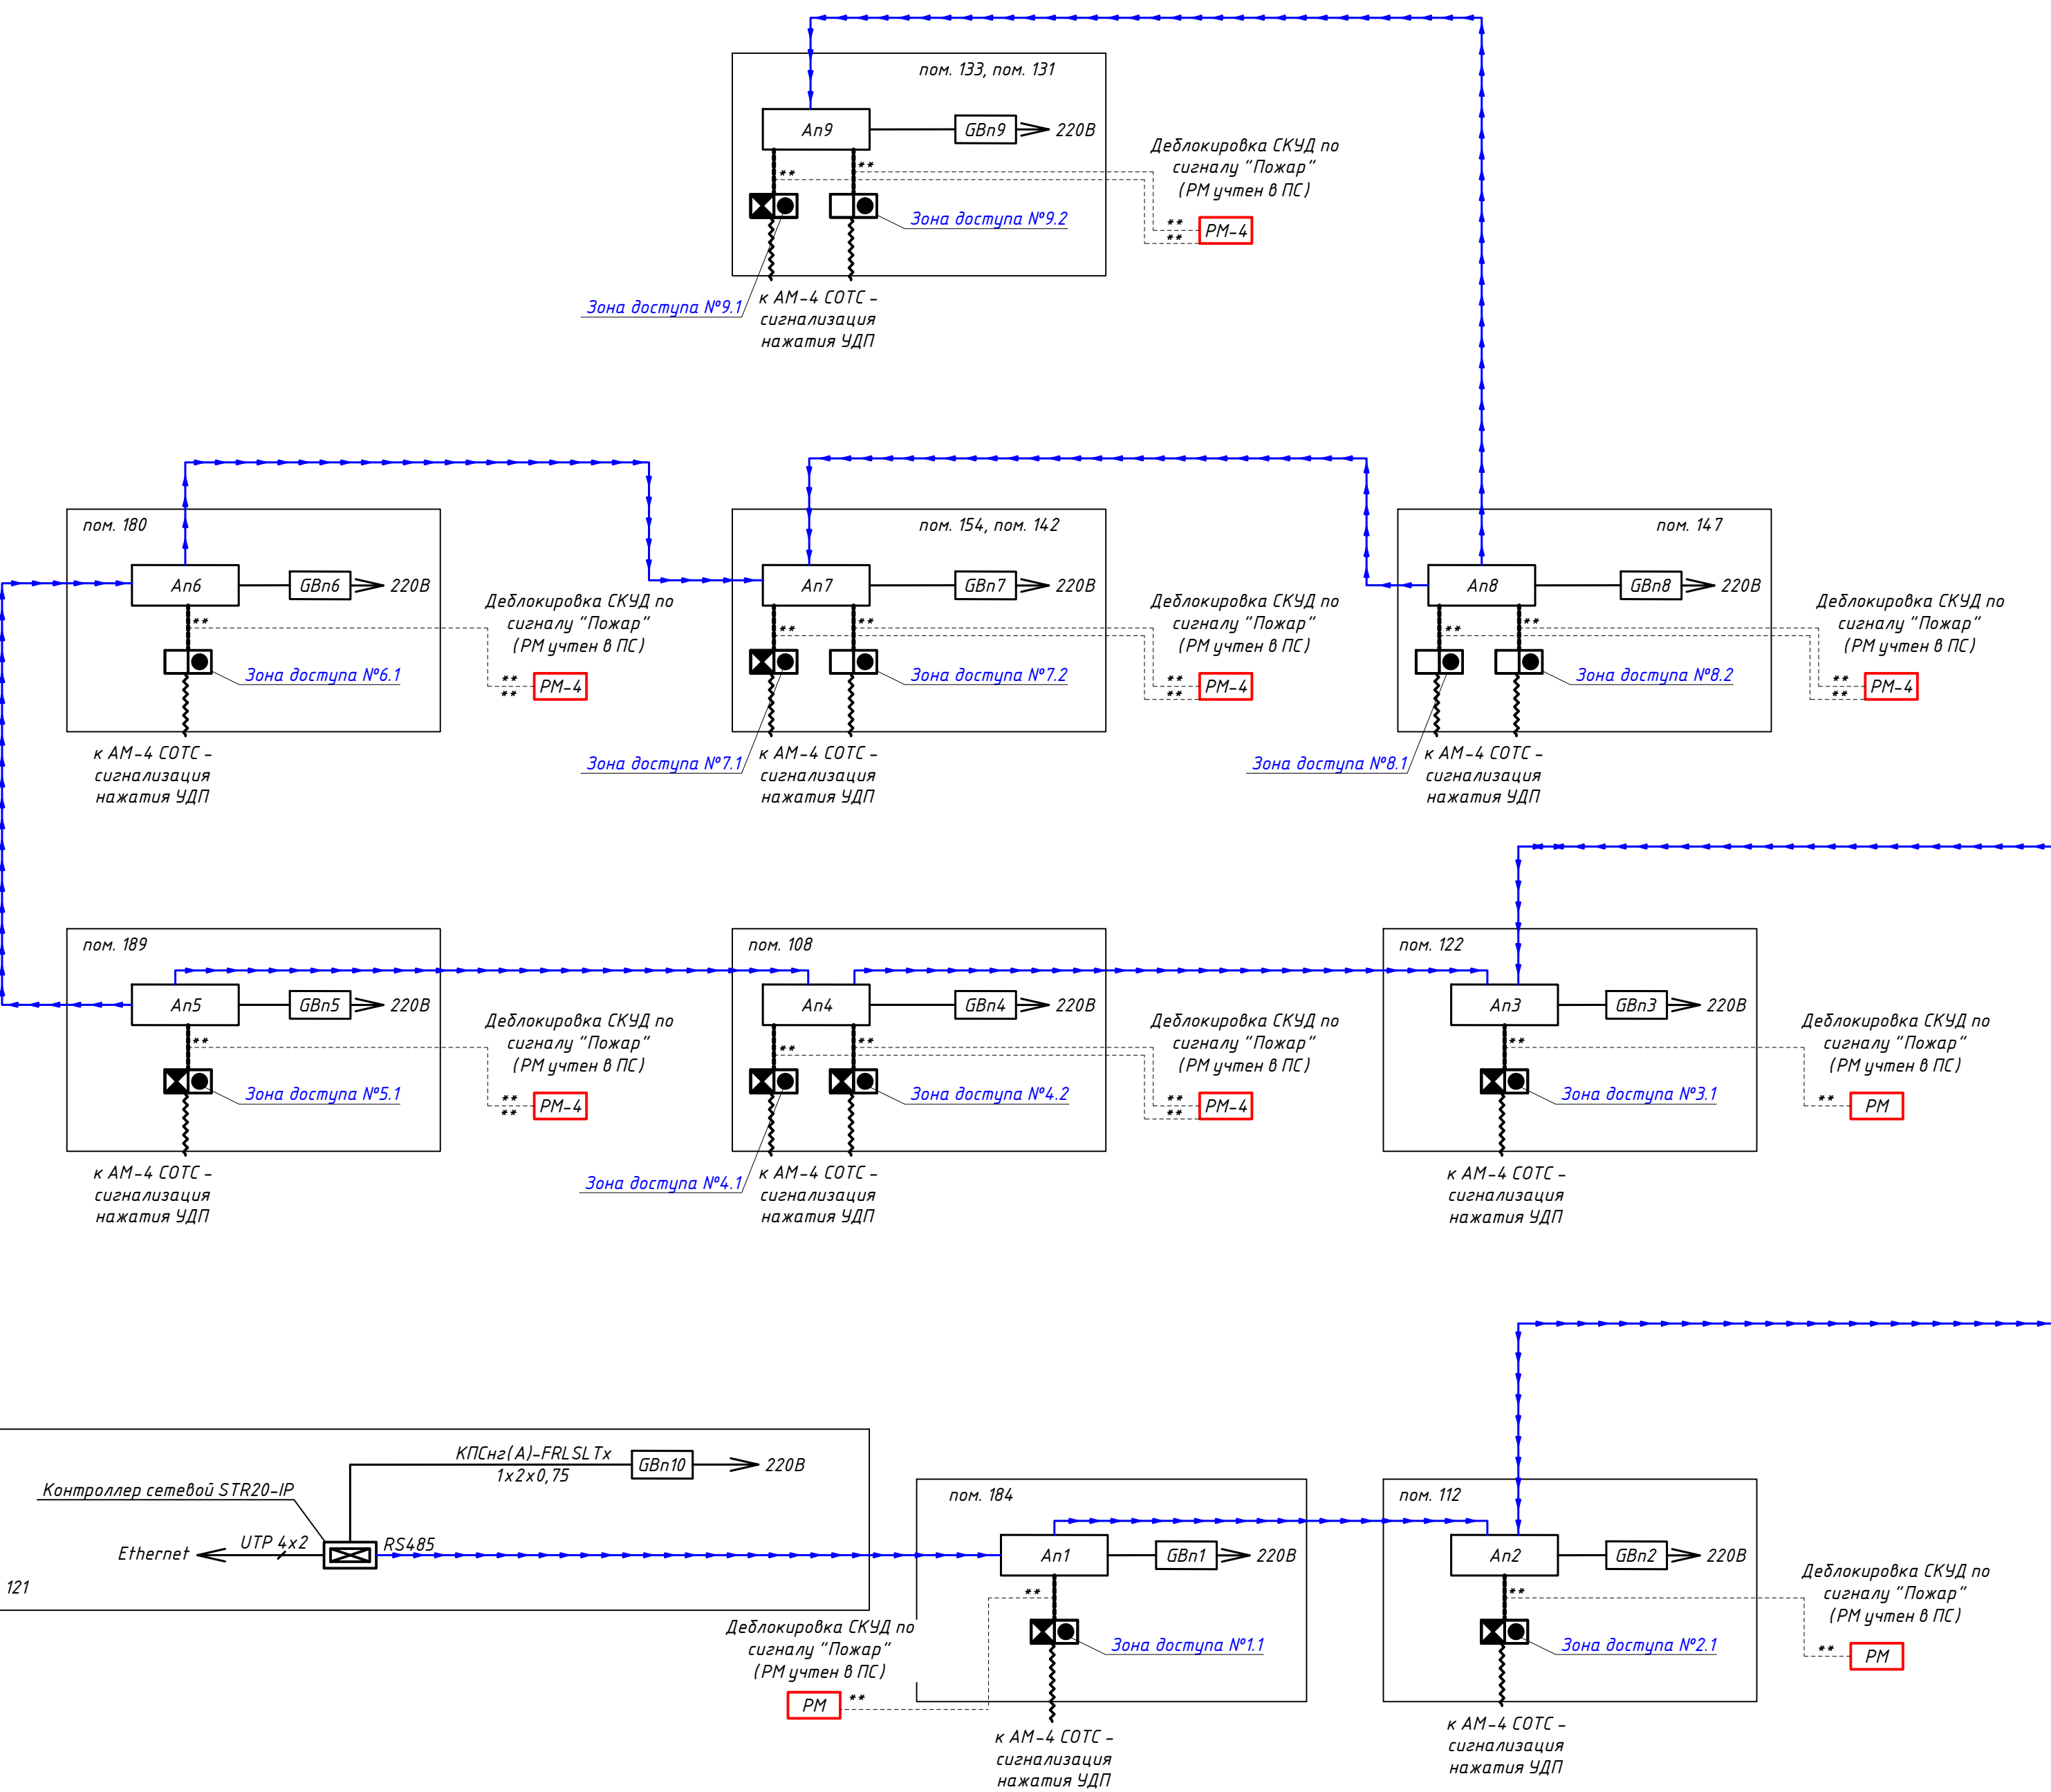 пом. 133, пом. 131
Ап9
GBп9
220В
**
**
Деблокировка СКУД по
сигналу "Пожар"
(РМ учтен в ПС)
**
**
РМ-4
Зона доступа №9.2
Зона доступа №9.1
к АМ-4 СОТС -
сигнализация
нажатия УДП
пом. 180
Ап6
GBп6
220В
**
Деблокировка СКУД по
сигналу "Пожар"
(РМ учтен в ПС)
**
**
РМ-4
Зона доступа №6.1
к АМ-4 СОТС -
сигнализация
нажатия УДП
пом. 154, пом. 142
Ап7
GBп7
220В
**
**
Деблокировка СКУД по
сигналу "Пожар"
(РМ учтен в ПС)
**
**
РМ-4
Зона доступа №7.2
Зона доступа №7.1
к АМ-4 СОТС -
сигнализация
нажатия УДП
пом. 147
Ап8
GBп8
220В
**
**
Деблокировка СКУД по
сигналу "Пожар"
(РМ учтен в ПС)
**
**
РМ-4
Зона доступа №8.2
Зона доступа №8.1
к АМ-4 СОТС -
сигнализация
нажатия УДП
пом. 189
Ап5
GBп5
220В
**
Деблокировка СКУД по
сигналу "Пожар"
(РМ учтен в ПС)
**
**
РМ-4
Зона доступа №5.1
к АМ-4 СОТС -
сигнализация
нажатия УДП
пом. 108
Ап4
GBп4
220В
**
**
Деблокировка СКУД по
сигналу "Пожар"
(РМ учтен в ПС)
**
**
РМ-4
Зона доступа №4.2
Зона доступа №4.1
к АМ-4 СОТС -
сигнализация
нажатия УДП
пом. 122
Ап3
GBп3
220В
**
Деблокировка СКУД по
сигналу "Пожар"
(РМ учтен в ПС)
**
РМ
Зона доступа №3.1
к АМ-4 СОТС -
сигнализация
нажатия УДП
КПСнг(А)-FRLSLTx
1х2х0,75
GBп10
220В
Контроллер сетевой STR20-IP
UTP 4x2
Ethernet
RS485
121
пом. 184
Ап1
GBп1
220В
**
Деблокировка СКУД по
сигналу "Пожар"
(РМ учтен в ПС)
РМ
**
Зона доступа №1.1
к АМ-4 СОТС -
сигнализация
нажатия УДП
пом. 112
Ап2
GBп2
220В
**
Деблокировка СКУД по
сигналу "Пожар"
(РМ учтен в ПС)
**
РМ
Зона доступа №2.1
к АМ-4 СОТС -
сигнализация
нажатия УДП